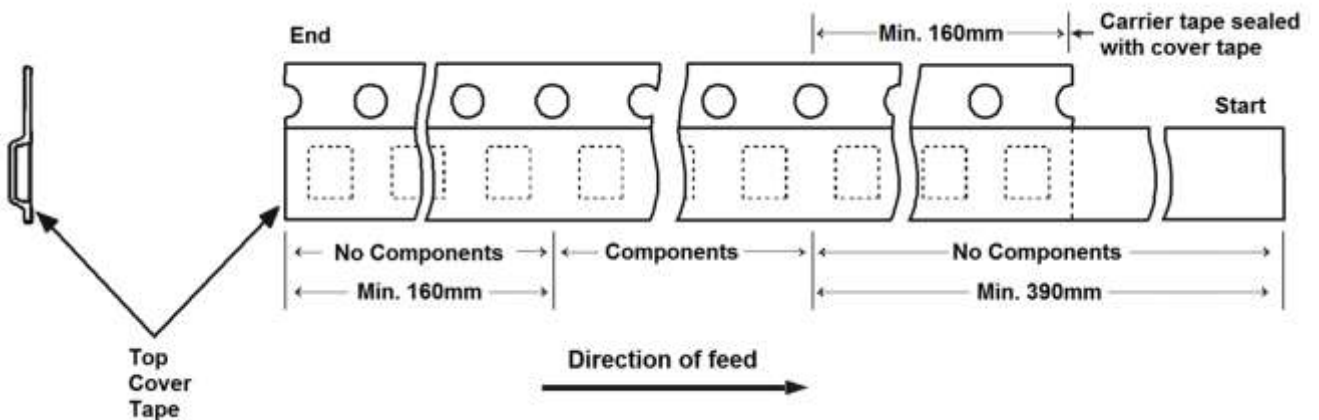 End
Min. 160mm
Carrier tape sealed
with cover tape
Start
No Components
Components
No Components
Min. 160mm
Min. 390mm
Top
Cover
Tape
Direction of feed